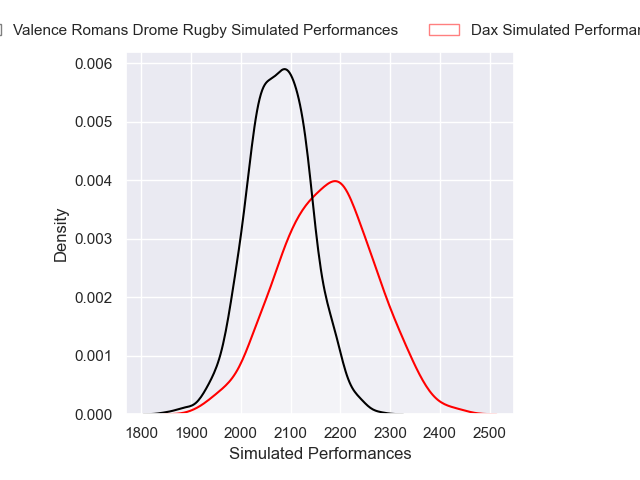 Valence Romans Drome Rugby Simulated Performances
Dax Simulated
0.006
0.005
0.004
0.003
0.002
0.001
0.000
Density
1800 1900 2000 2100 2200 2300 2400 2500
Simulated Performances